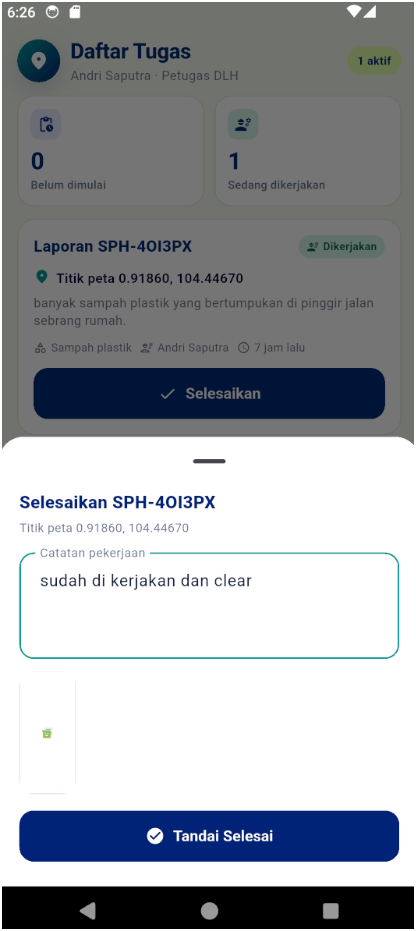 6:26
Daftar Tugas
Andri Saputra · Petugas DLH
1 aktif
0
Belum dimulai
1
Sedang dikerjakan
Laporan SPH-4OI3PX
Dikerjakan
Titik peta 0.91860, 104.44670
banyak sampah plastik yang bertumpukan di pinggir jalan
sebrang rumah.
Sampah plastik
Andri Saputra
7 jam lalu
Selesaikan
Selesaikan SPH-4OI3PX
Titik peta 0.91860, 104.44670
Catatan pekerjaan
sudah di kerjakan dan clear
Tandai Selesai